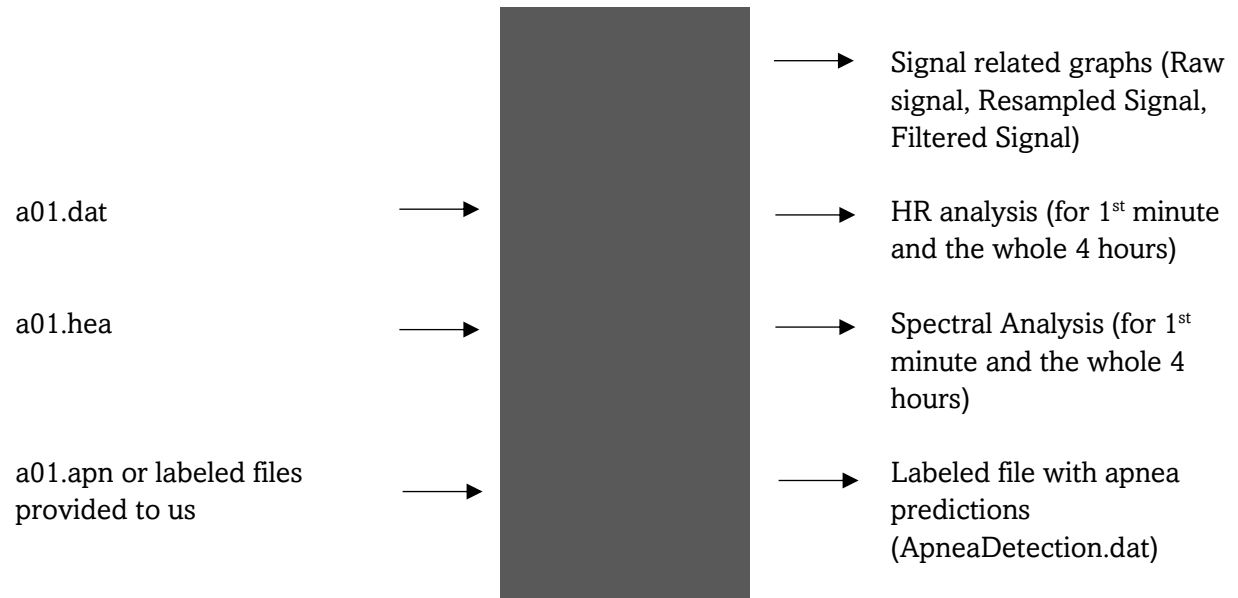 Signal related graphs (Raw
signal, Resampled Signal,
Filtered Signal)
a01.dat
HR analysis (for 1st minute
and the whole 4 hours)
a01.hea
Spectral Analysis (for 1st
minute and the whole 4
hours)
a01.apn or labeled files
provided to us
Labeled file with apnea
predictions
(ApneaDetection.dat)